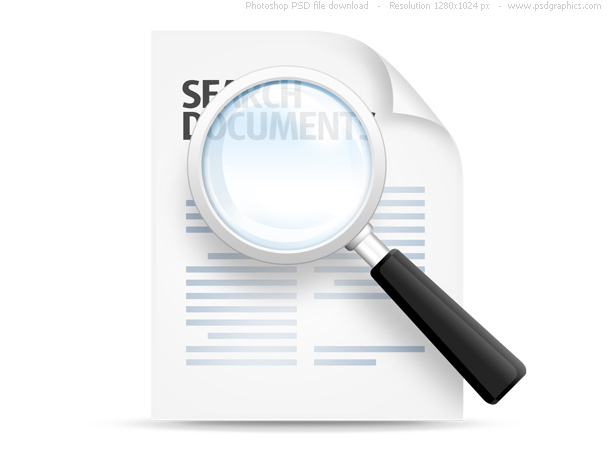 Photoshop PSD file download - Resolution 1280x1024 px - www.psdgraphics.com
SEARCH
DOCUMENTS